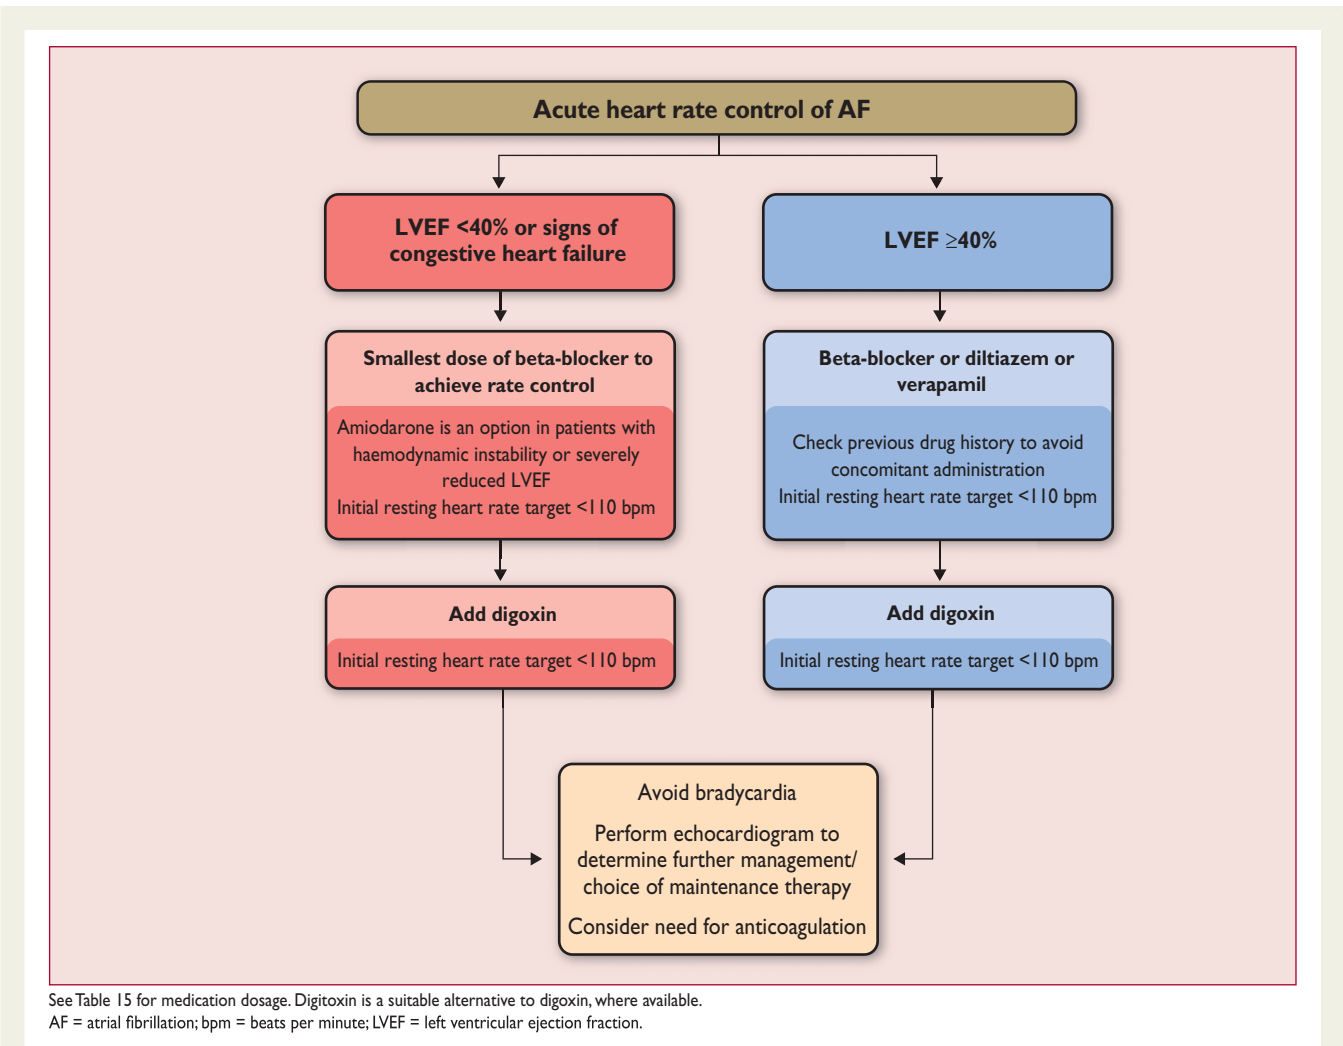 Acute heart rate control of AF
LVEF <40% or signs of
congestive heart failure
LVEF ≥40%
Smallest dose of beta-blocker to
achieve rate control
Amiodarone is an option in patients with
haemodynamic instability or severely
reduced LVEF
Initial resting heart rate target <110 bpm
Beta-blocker or diltiazem or
verapamil
Check previous drug history to avoid
concomitant administration
Initial resting heart rate target <110 bpm
Add digoxin
Initial resting heart rate target <110 bpm
Add digoxin
Initial resting heart rate target <110 bpm
Avoid bradycardia
Perform echocardiogram to
determine further management/
choice of maintenance therapy
Consider need for anticoagulation
See Table 15 for medication dosage. Digitoxin is a suitable alternative to digoxin, where available.
AF = atrial fibrillation; bpm = beats per minute; LVEF = left ventricular ejection fraction.